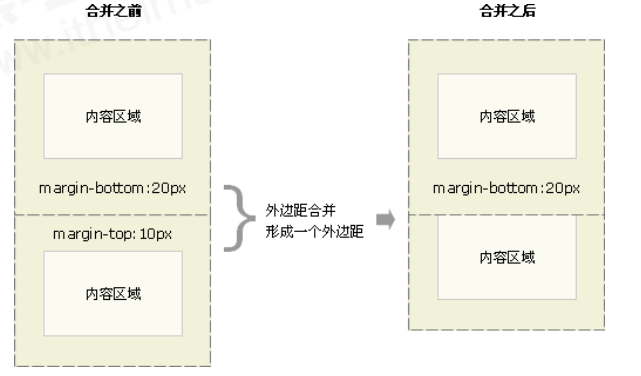 合并之前
合并之后
内容区域
内容区域
margin-bottom:20px
margin-bottom:20px
外边距合并
形成一个外边距
margin-top:10px
内容区域
内容区域